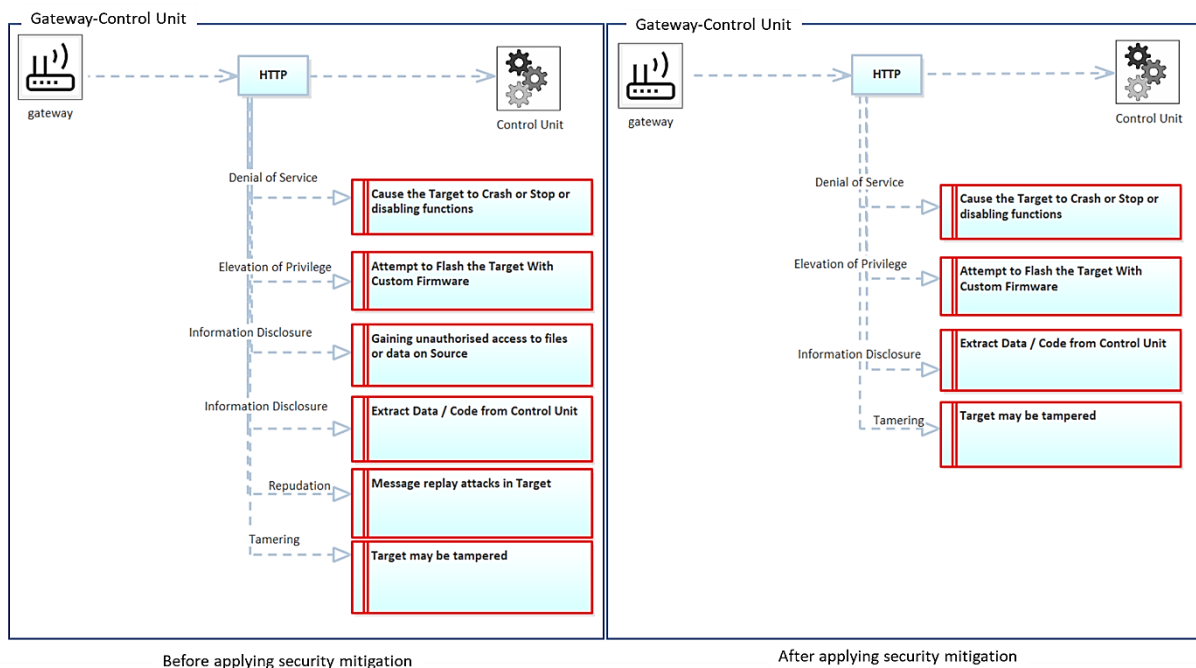 Gateway-Control Unit
HTTP
gateway
Control Unit
Denial of Service
Cause the Target to Crash or Stop or
disabling functions
Elevation of Privilege
Attempt to Flash the Target With
Custom Firmware
Information Disclosure
Gaining unauthorised access to files
or data on Source
Information Disclosure
Extract Data / Code from Control Unit
Repudation
Message replay attacks in Target
Tamering
Target may be tampered
Before applying security mitigation
Gateway-Control Unit
HTTP
gateway
Control Unit
Denial of Service
Cause the Target to Crash or Stop or
disabling functions
Elevation of Privilege
Attempt to Flash the Target With
Custom Firmware
Information Disclosure
Extract Data / Code from Control Unit
Tamering
Target may be tampered
After applying security mitigation